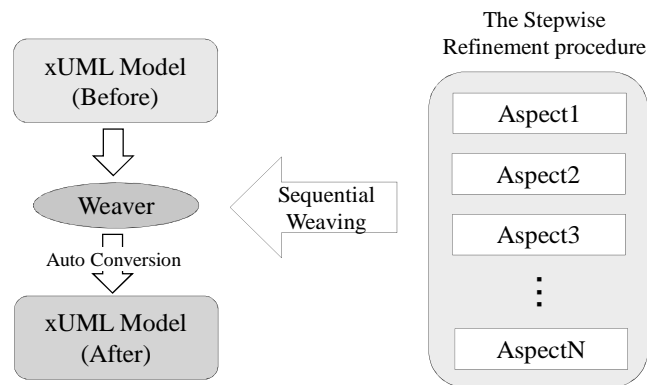 The Stepwise
Refinement procedure
xUML Model
(Before)
Weaver
Auto Conversion
xUML Model
(After)
Sequential
Weaving
Aspect1
Aspect2
Aspect3
⋮
AspectN